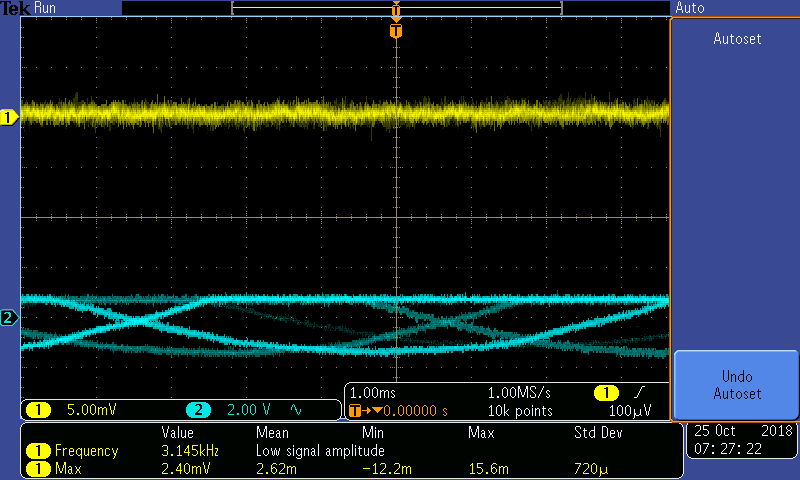 Tek Run Auto
T
T
Autoset
1
2
Undo
Autoset
1 5.00mV 2 2.00 V
1.00ms 1.00MS/s 1
T→▼0.00000 s 10k points 100µV
Value Mean Min Max Std Dev
1 Frequency 3.145kHz Low signal amplitude
1 Max 2.40mV 2.62m −12.2m 15.6m 720µ
25 Oct 2018
07:27:22